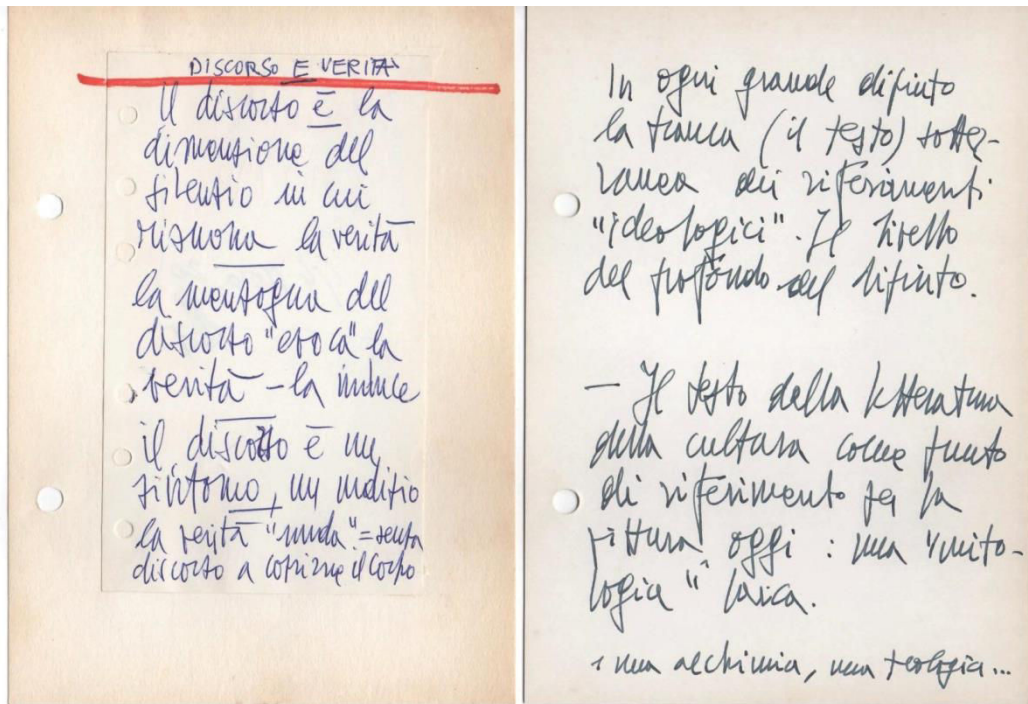 DISCORSO E VERITÀ
Il discorso è la
dimensione del
silenzio in cui
risuona la verità
la menzogna del
discorso "evoca" la
verità – la induce
il discorso è un
sintomo, un indizio
la verità "nuda" = senza
discorso a coprirne il corpo
In ogni grande dipinto
la trama (il testo) sotter-
ranea dei riferimenti
"ideologici". Il livello
del profondo del dipinto.
– Il testo della letteratura
della cultura come punto
di riferimento per la
pittura oggi : una "mito-
logia" laica.
una alchimia, una teologia...